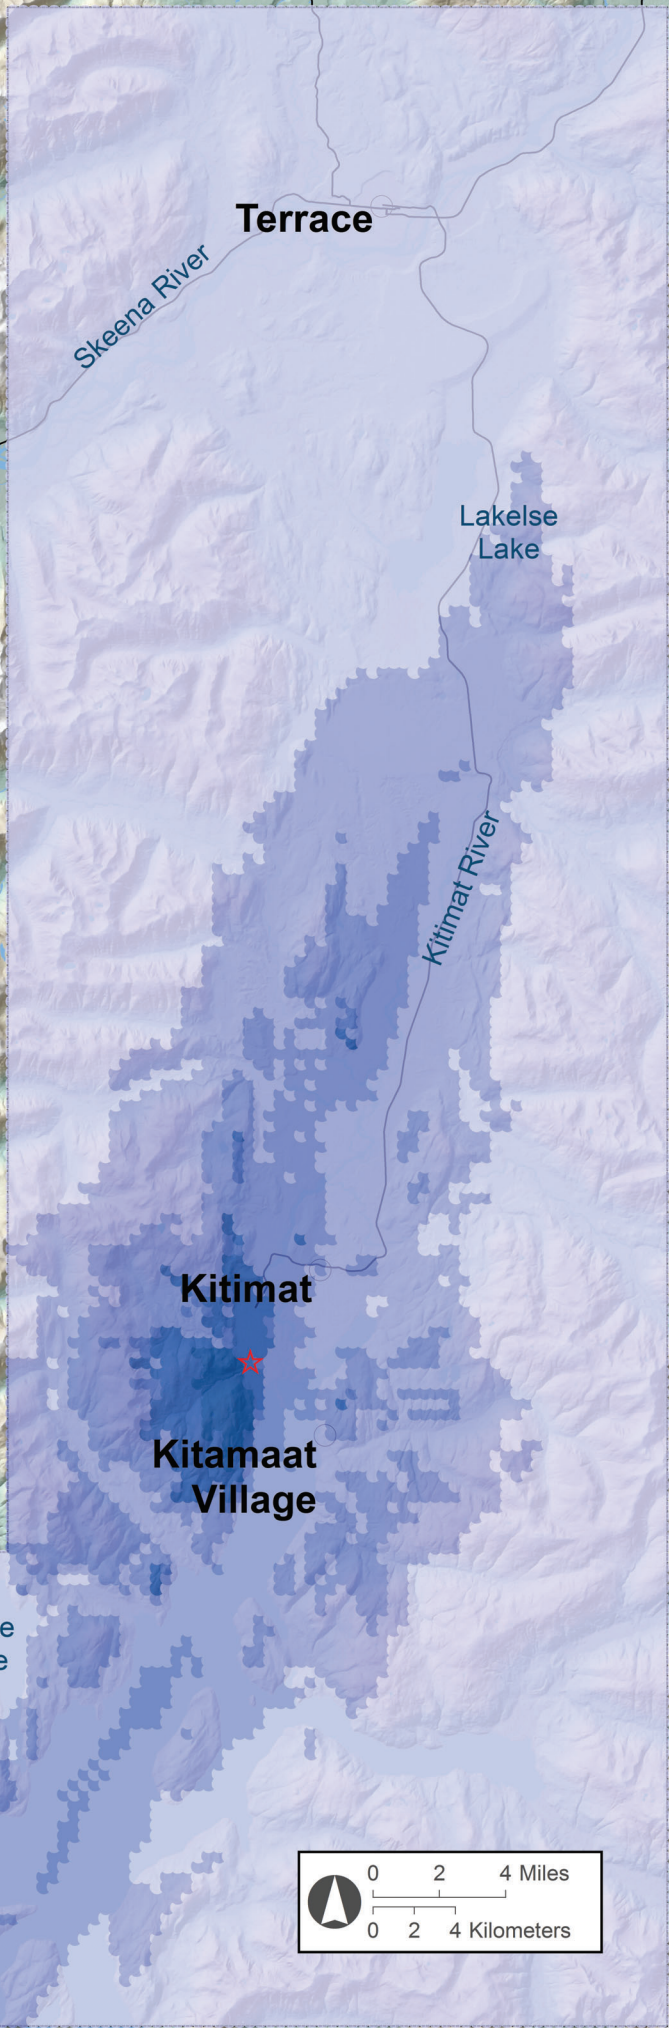 Terrace
Skeena River
Lakelse
Lake
Kitimat River
Kitimat
Kitamaat
Village
e
e
0 2 4 Miles
0 2 4 Kilometers